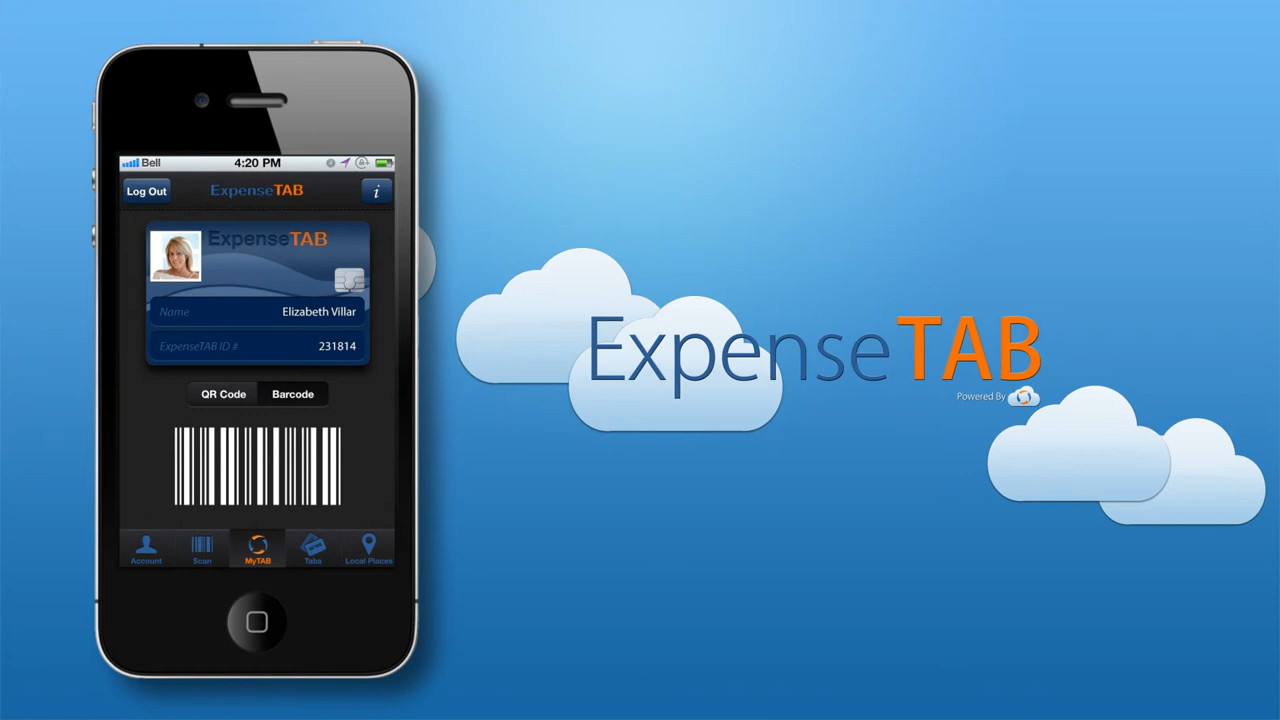 Bell 4:20 PM
Log Out ExpenseTAB i
ExpenseTAB
Name Elizabeth Villar
ExpenseTAB ID # 231814
QR Code Barcode
Account Scan MyTAB Tabs Local Places
ExpenseTAB
Powered By